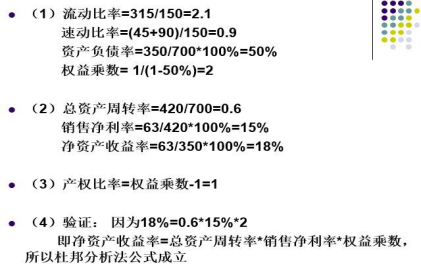 • （1）流动比率=315/150=2.1
速动比率=(45+90)/150=0.9
资产负债率=350/700*100%=50%
权益乘数= 1/(1-50%)=2
• （2）总资产周转率=420/700=0.6
销售净利率=63/420*100%=15%
净资产收益率=63/350*100%=18%
• （3）产权比率=权益乘数-1=1
• （4）验证： 因为18%=0.6*15%*2
即净资产收益率=总资产周转率*销售净利率*权益乘数，
所以杜邦分析法公式成立